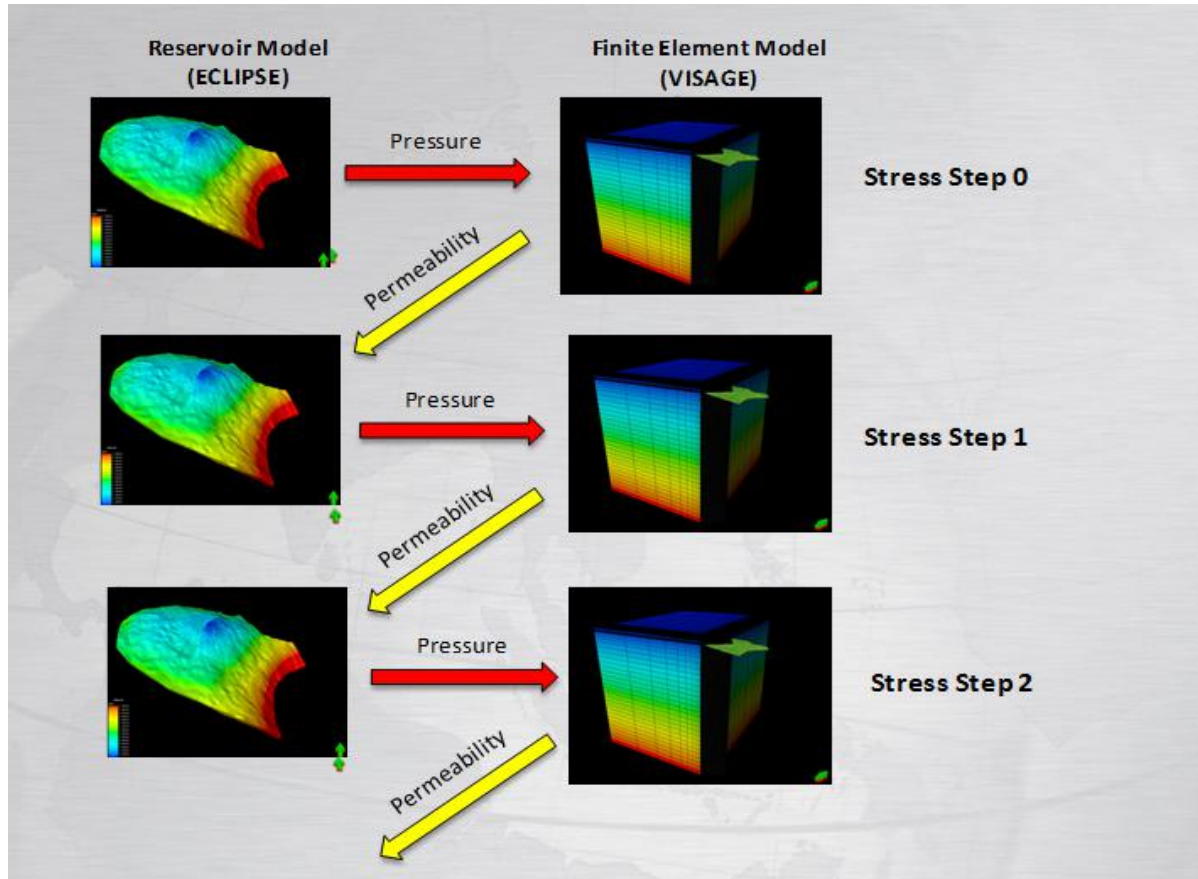 Reservoir Model
(ECLIPSE)
Finite Element Model
(VISAGE)
Pressure
Stress Step 0
Permeability
Pressure
Stress Step 1
Permeability
Pressure
Stress Step 2
Permeability